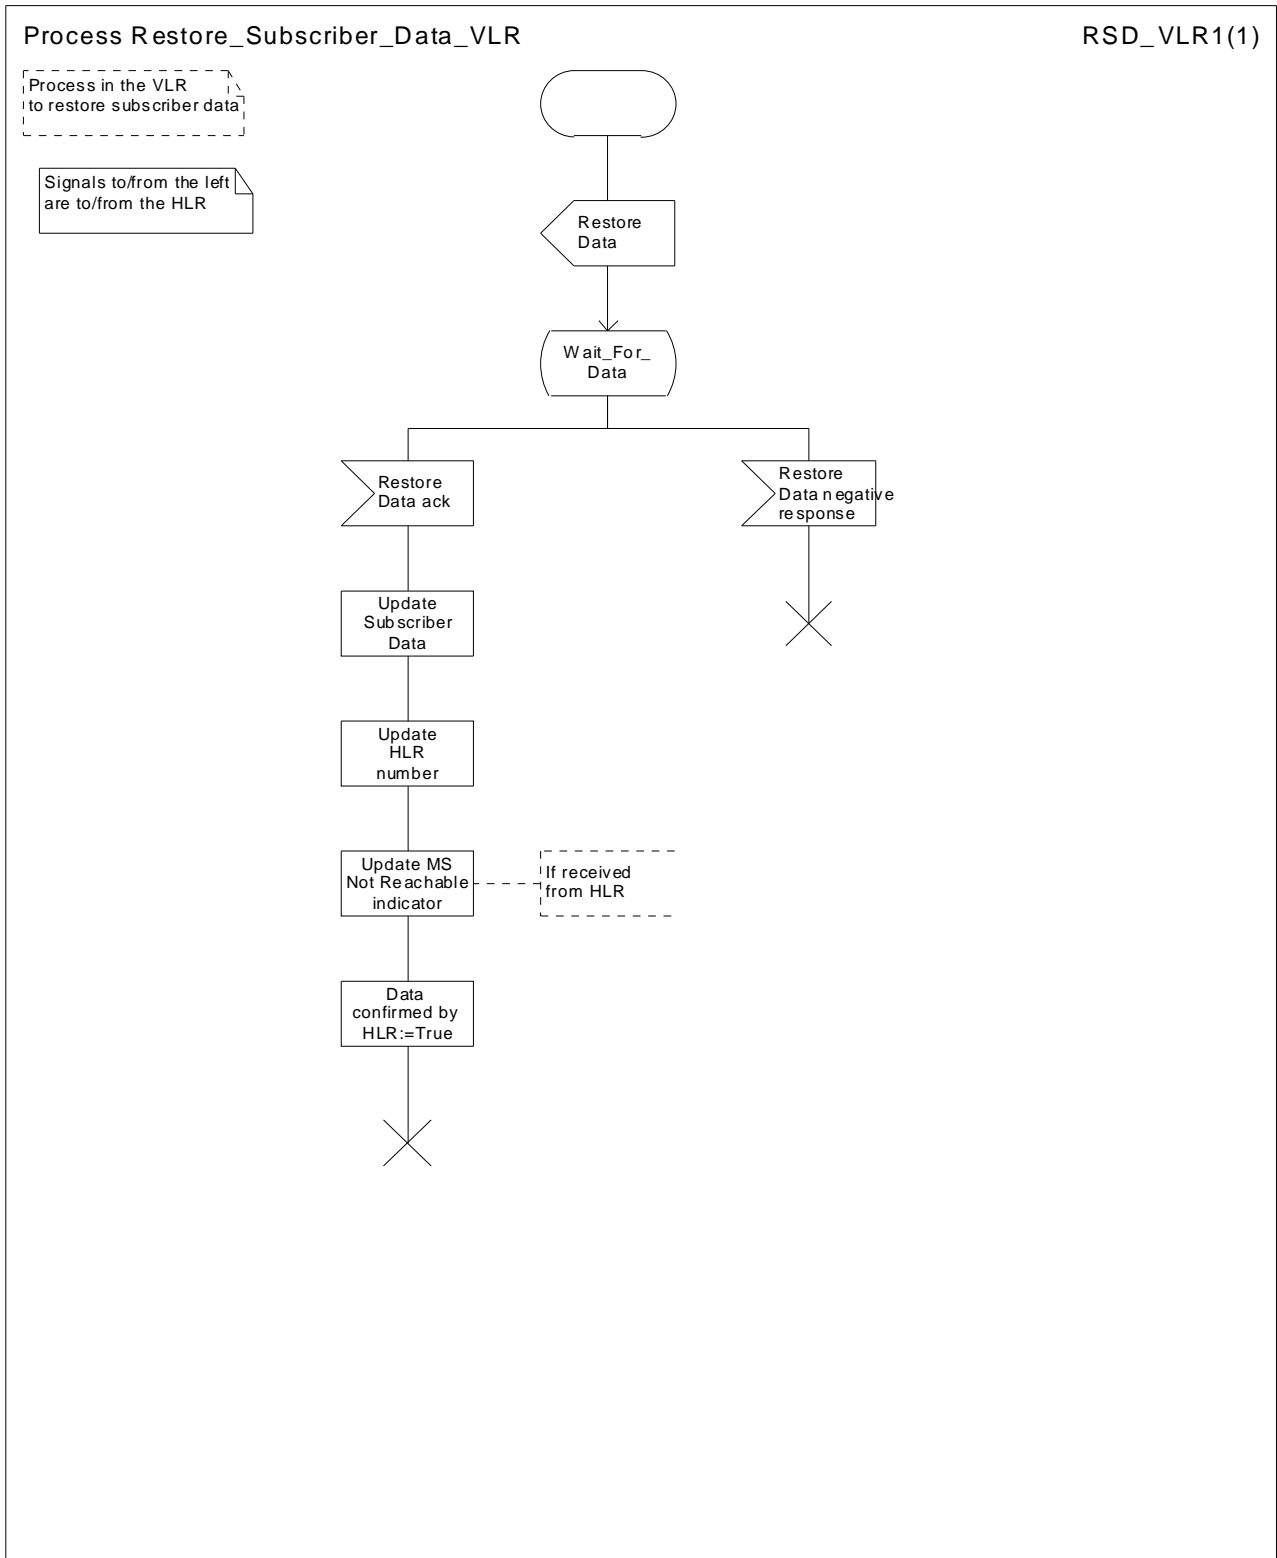 Process Restore_Subscriber_Data_VLR
RSD_VLR1(1)
Process in the VLR
to restore subscriber data
Signals to/from the left
are to/from the HLR
Restore
Data
Wait_For_
Data
Restore
Data ack
Restore
Data negative
response
Update
Subscriber
Data
Update
HLR
number
Update MS
Not Reachable
indicator
If received
from HLR
Data
confirmed by
HLR:=True